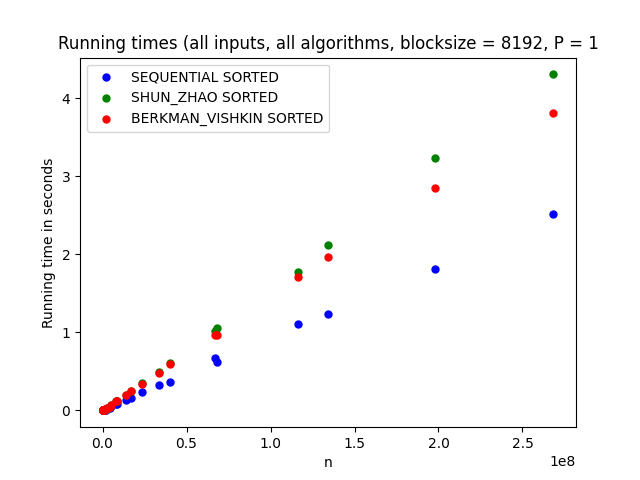 Running times (all inputs, all algorithms, blocksize = 8192, P = 1
SEQUENTIAL SORTED
SHUN_ZHAO SORTED
BERKMAN_VISHKIN SORTED
Running time in seconds
4
3
2
1
0
0.0 0.5 1.0 1.5 2.0 2.5
1e8
n